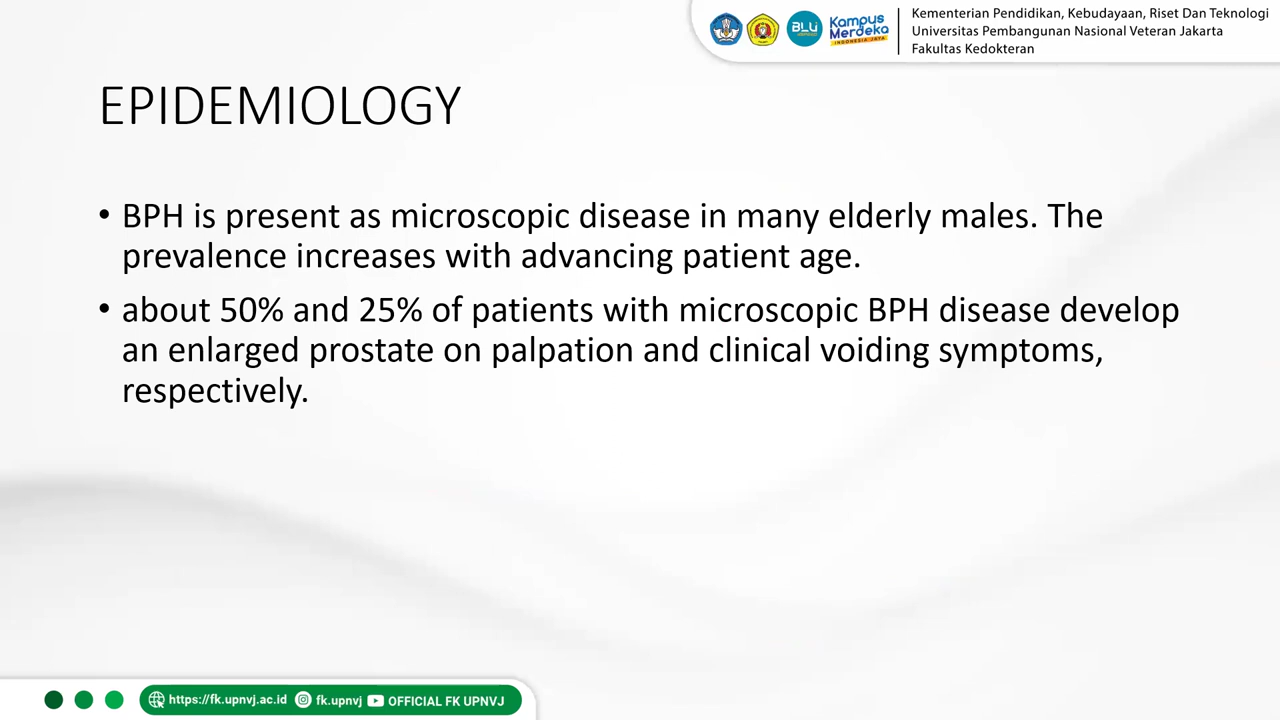 Kampus
Merdeka
INDONESIA JAYA
BLU
Kementerian Pendidikan, Kebudayaan, Riset Dan Teknologi
Universitas Pembangunan Nasional Veteran Jakarta
Fakultas Kedokteran
EPIDEMIOLOGY
• BPH is present as microscopic disease in many elderly males. The
prevalence increases with advancing patient age.
• about 50% and 25% of patients with microscopic BPH disease develop
an enlarged prostate on palpation and clinical voiding symptoms,
respectively.
https://fk.upnvj.ac.id fk.upnvj OFFICIAL FK UPNVJ